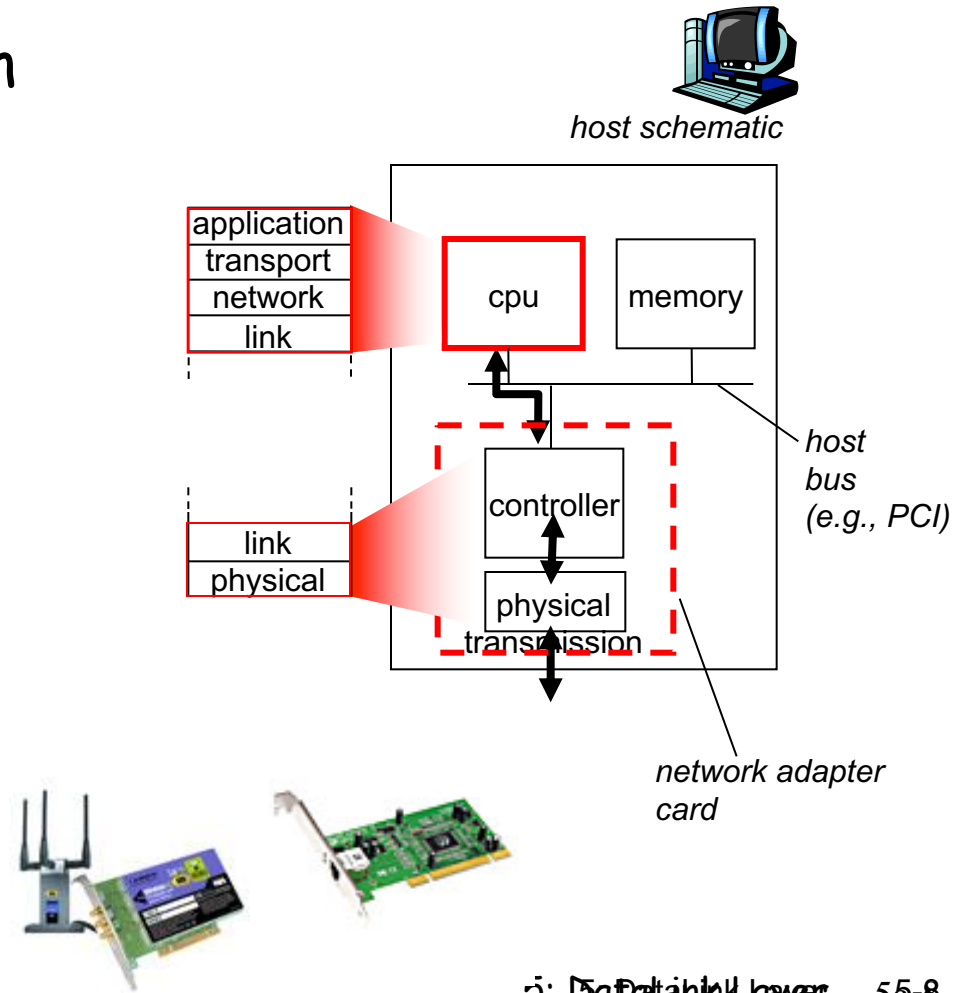 host schematic
application
transport
network
link
cpu
memory
host
bus
(e.g., PCI)
controller
link
physical
physical
transmission
network adapter
card